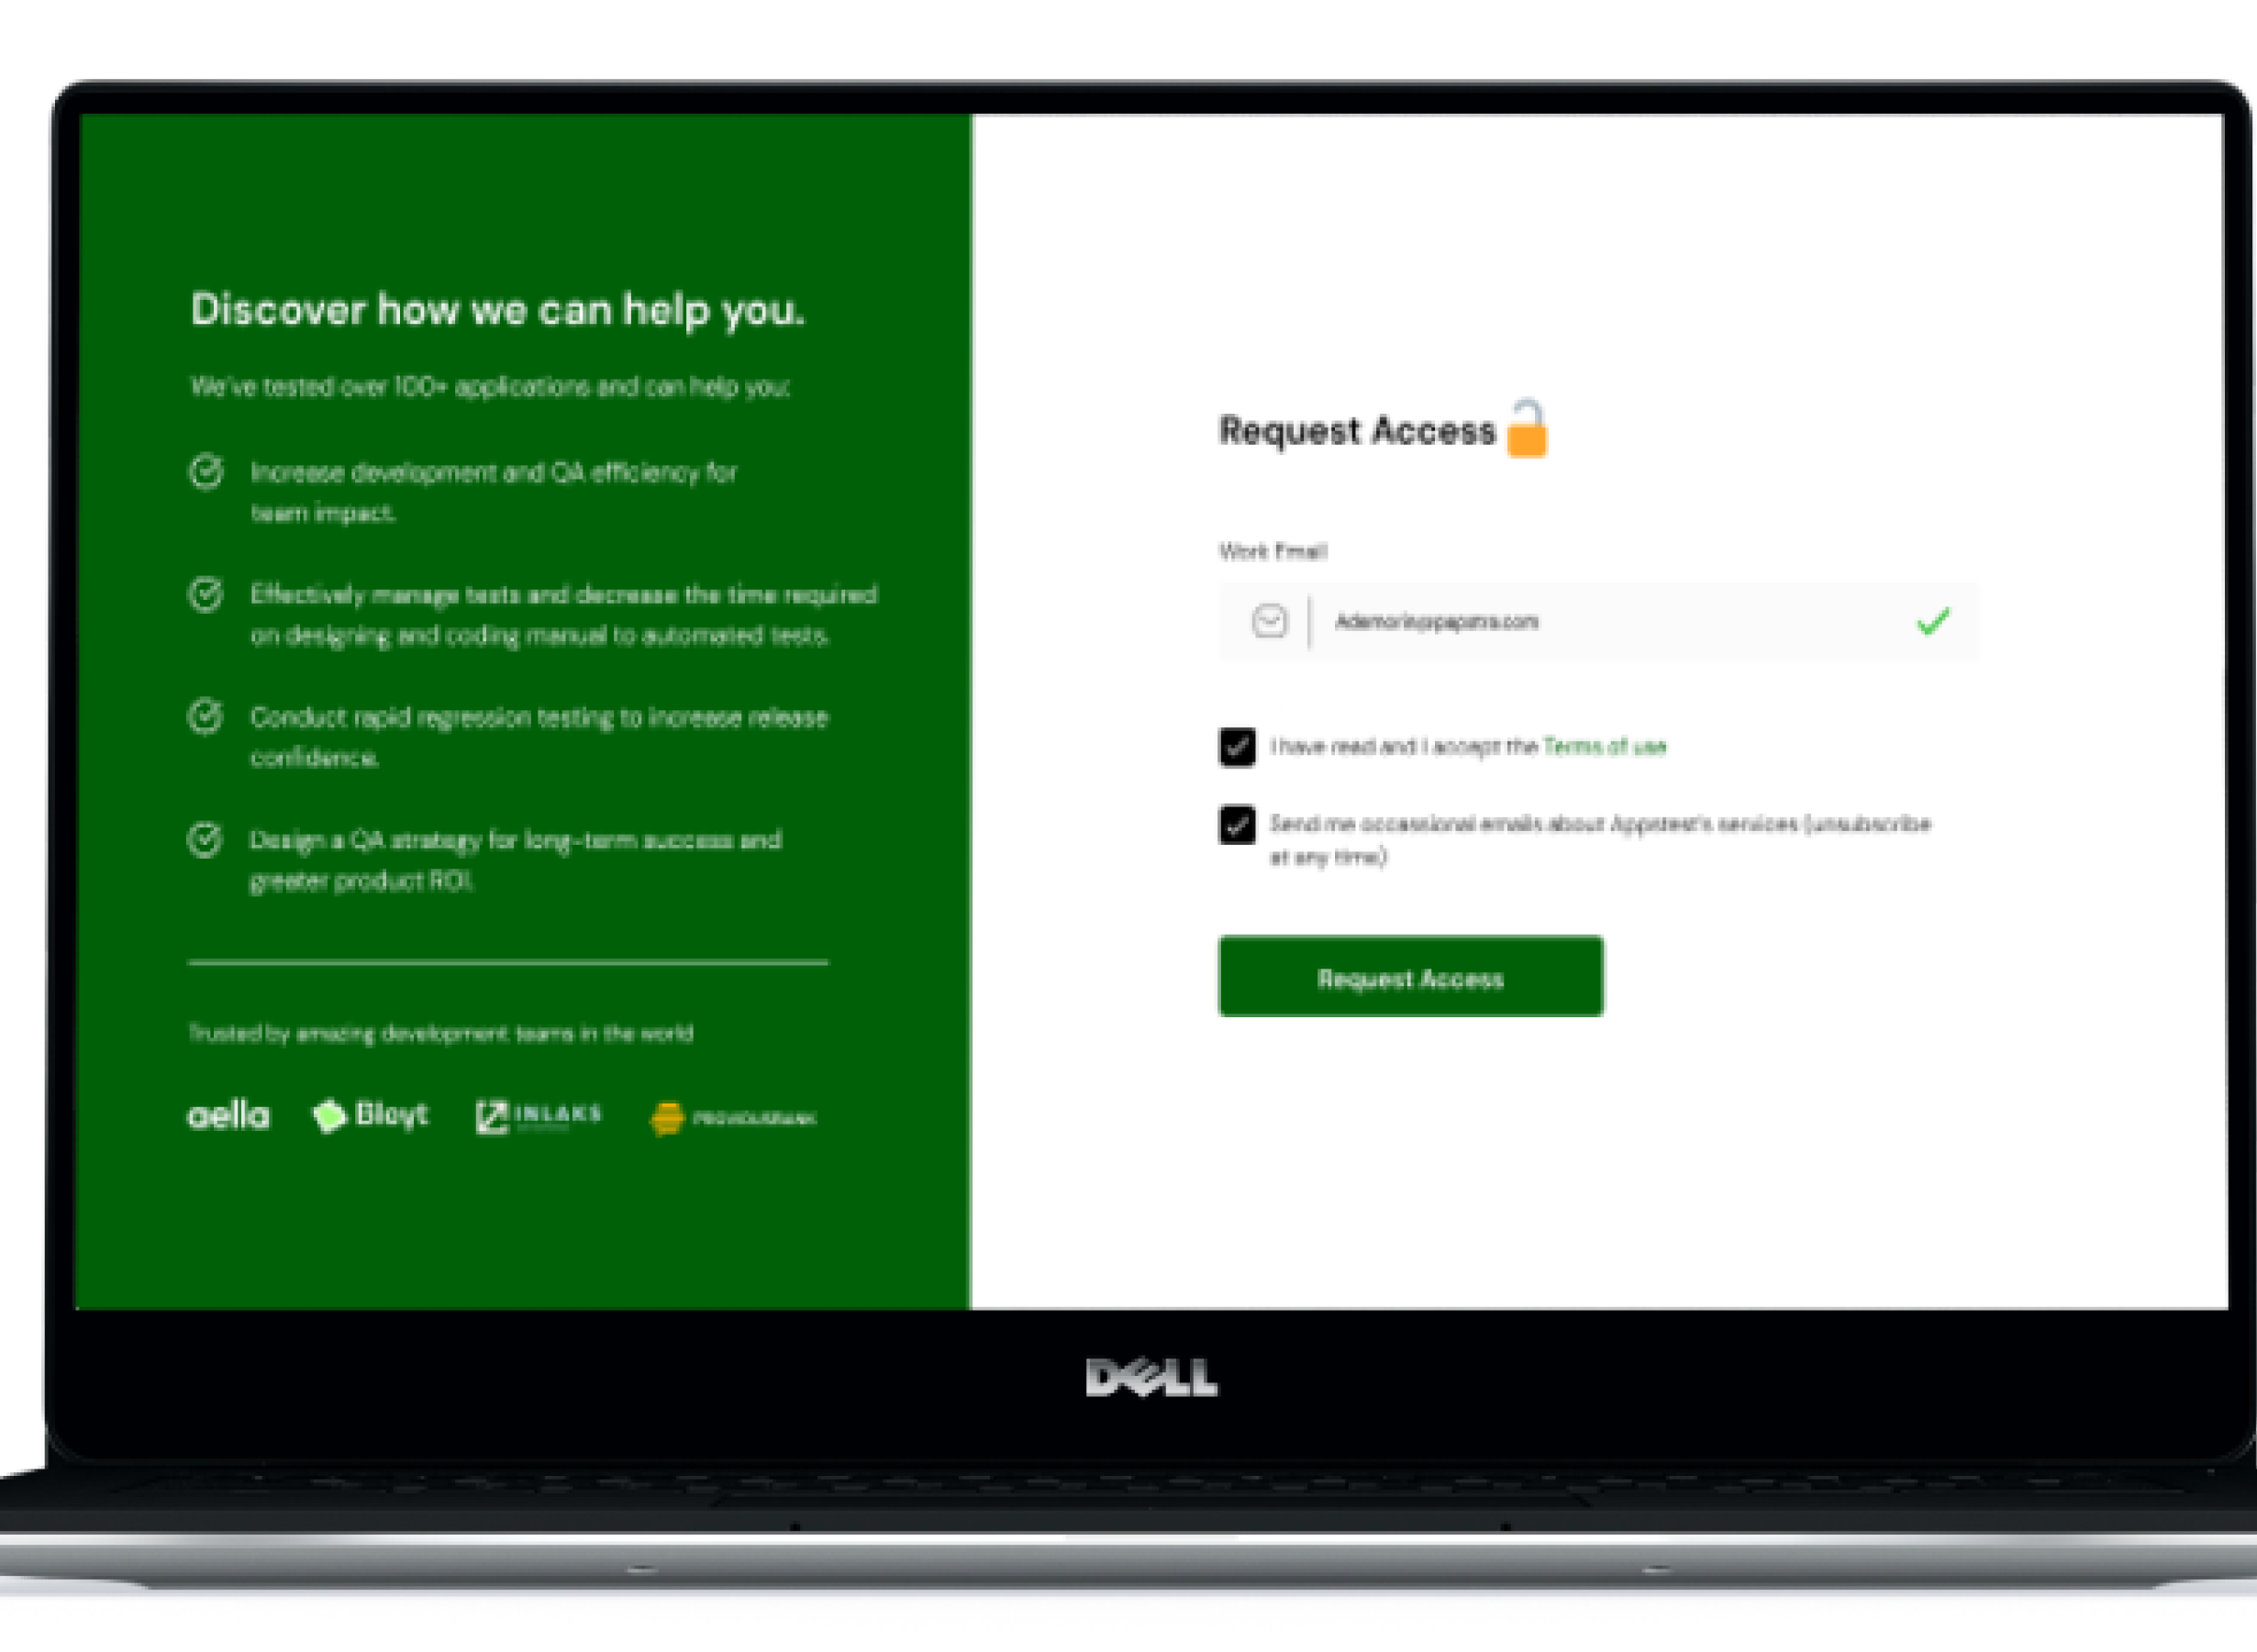 Discover how we can help you.
We've tested over 100+ applications and can help you:
Increase development and QA efficiency for
team impact.
Effectively manage tests and decrease the time required
on designing and coding manual to automated tests.
Conduct rapid regression testing to increase release
confidence.
Design a QA strategy for long-term success and
greater product ROI.
Trusted by amazing development teams in the world
aella
Bloyt
INLAKS
PROVIDUSBANK
Request Access
Work Email
I have read and I accept the Terms of use
Send me occassional emails about Appstest's services (unsubscribe
at any time)
Request Access
DELL